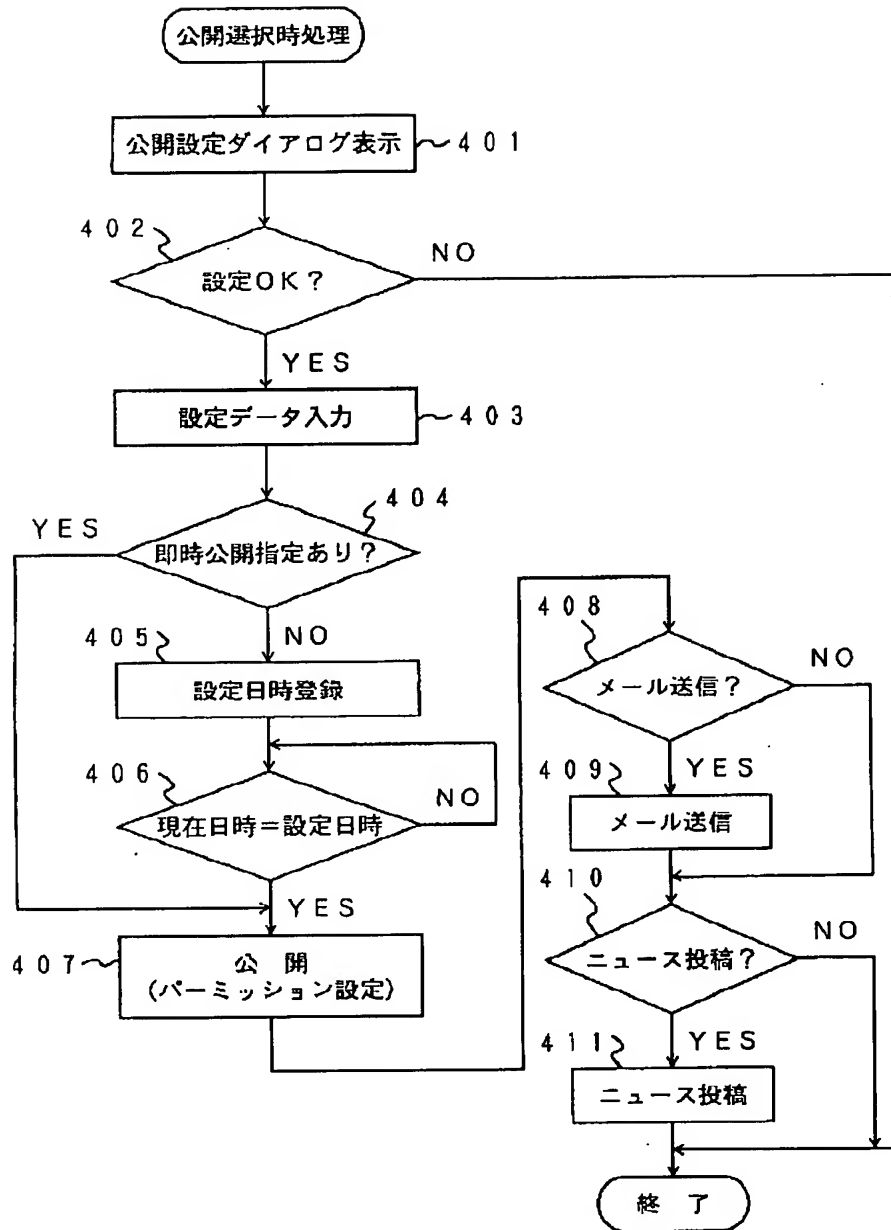 公開選択時処理
公開設定ダイアログ表示
４０１
４０２
設定ＯＫ？
ＮＯ
ＹＥＳ
設定データ入力
４０３
４０４
ＹＥＳ
即時公開指定あり？
ＮＯ
４０５
設定日時登録
４０６
現在日時＝設定日時
ＮＯ
ＹＥＳ
４０７
公　開
（パーミッション設定）
４０８
メール送信？
ＮＯ
ＹＥＳ
４０９
メール送信
４１０
ニュース投稿？
ＮＯ
ＹＥＳ
４１１
ニュース投稿
終　了